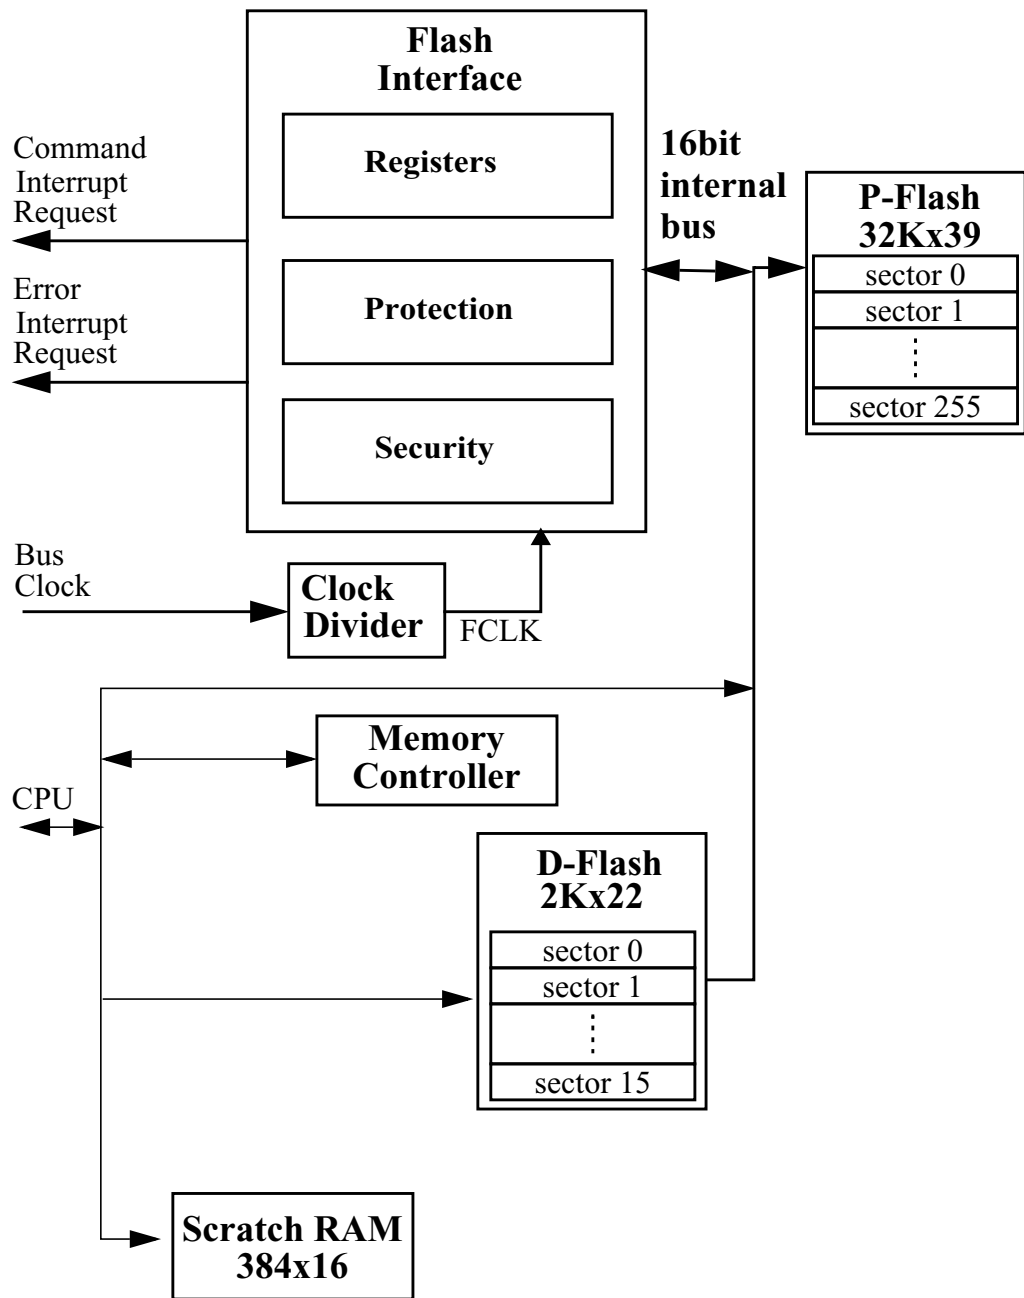 Flash
Interface
Registers
Protection
Security
Command
Interrupt
Request
Error
Interrupt
Request
16bit
internal
bus
P-Flash
32Kx39
sector 0
sector 1
sector 255
Bus
Clock
Clock
Divider
FCLK
Memory
Controller
CPU
D-Flash
2Kx22
sector 0
sector 1
sector 15
Scratch RAM
384x16